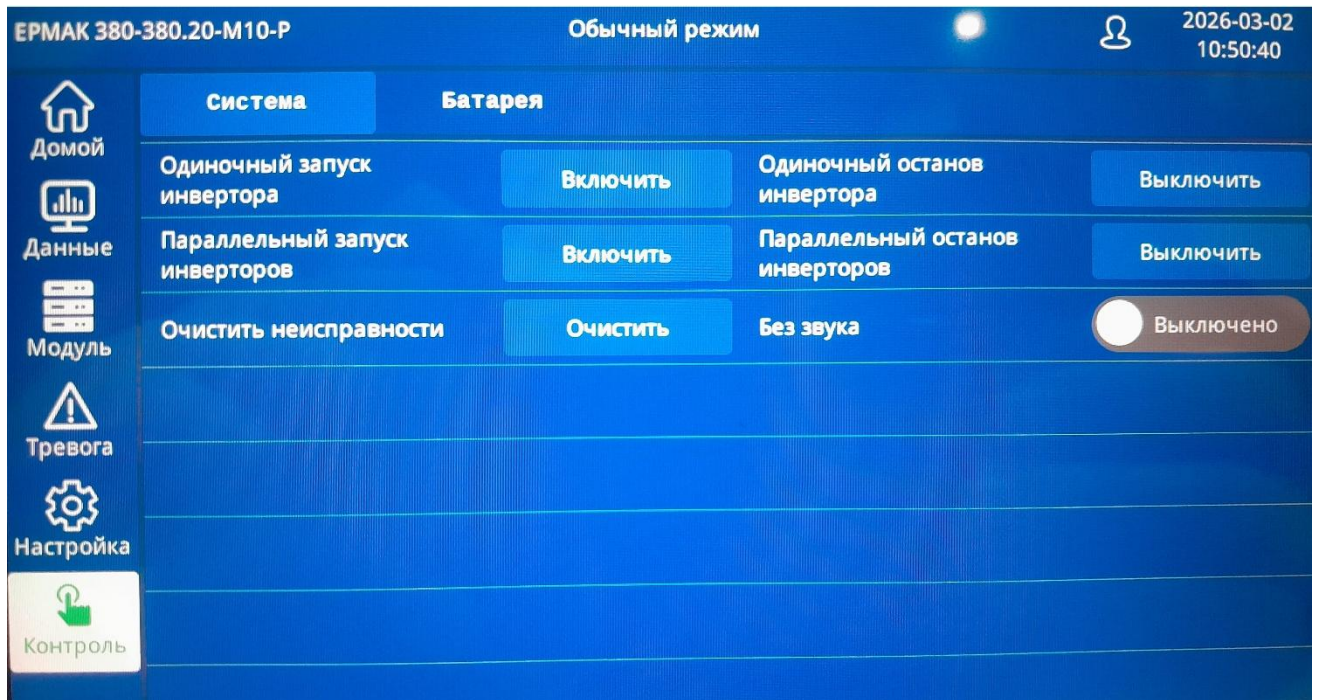 ЕРМАК 380-380.20-М10-Р
Обычный режим
2026-03-02
10:50:40
Домой
Данные
Модуль
Тревога
Настройка
Контроль
Система
Батарея
Одиночный запуск
инвертора
Включить
Одиночный останов
инвертора
Выключить
Параллельный запуск
инверторов
Включить
Параллельный останов
инверторов
Выключить
Очистить неисправности
Очистить
Без звука
Выключено